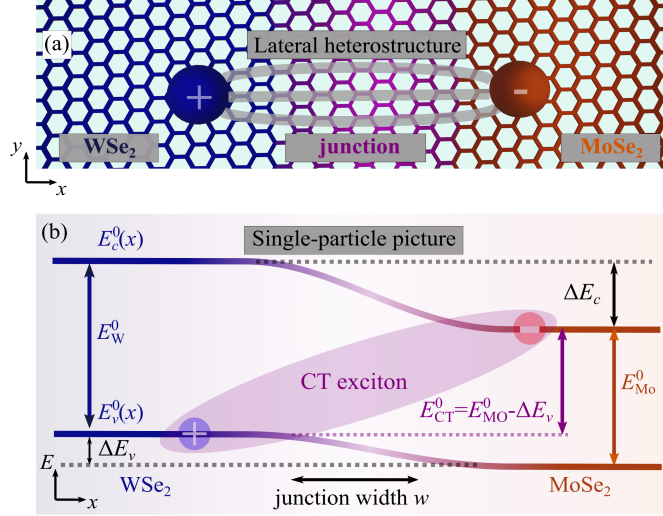 (a)
Lateral heterostructure
+
-
WSe₂
junction
MoSe₂
y
x
(b)
E⁰c(x)
Single-particle picture
ΔEc
E⁰W
CT exciton
E⁰Mo
E⁰v(x)
E⁰CT=E⁰MO-ΔEv
+
-
ΔEv
E
x
WSe₂
junction width w
MoSe₂